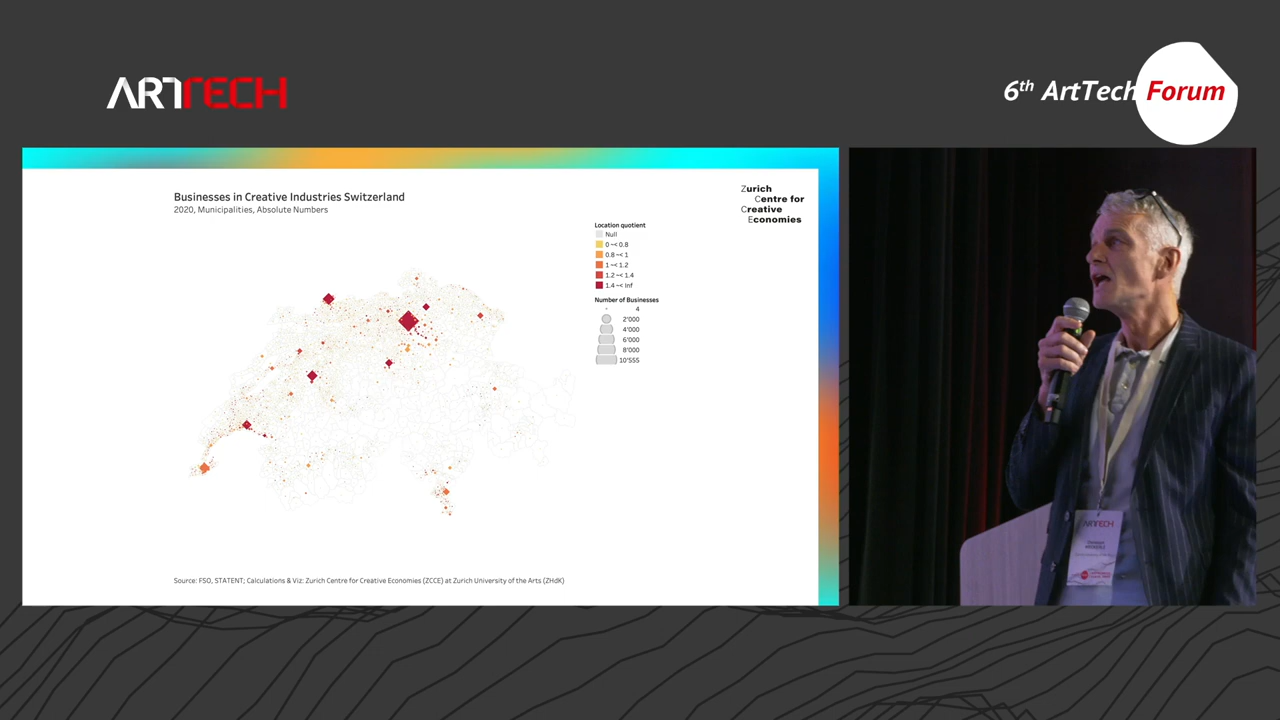 ARTTECH
6th ArtTech Forum
Businesses in Creative Industries Switzerland
2020, Municipalities, Absolute Numbers
Zurich
Centre for
Creative
Economies
Location quotient
Null
0 ~< 0.8
0.8 ~< 1
1 ~< 1.2
1.2 ~< 1.4
1.4 ~< Inf
Number of Businesses
4
2'000
4'000
6'000
8'000
10'555
Source: FSO, STATENT; Calculations & Viz: Zurich Centre for Creative Economies (ZCCE) at Zurich University of the Arts (ZHdK)
ARTTECH